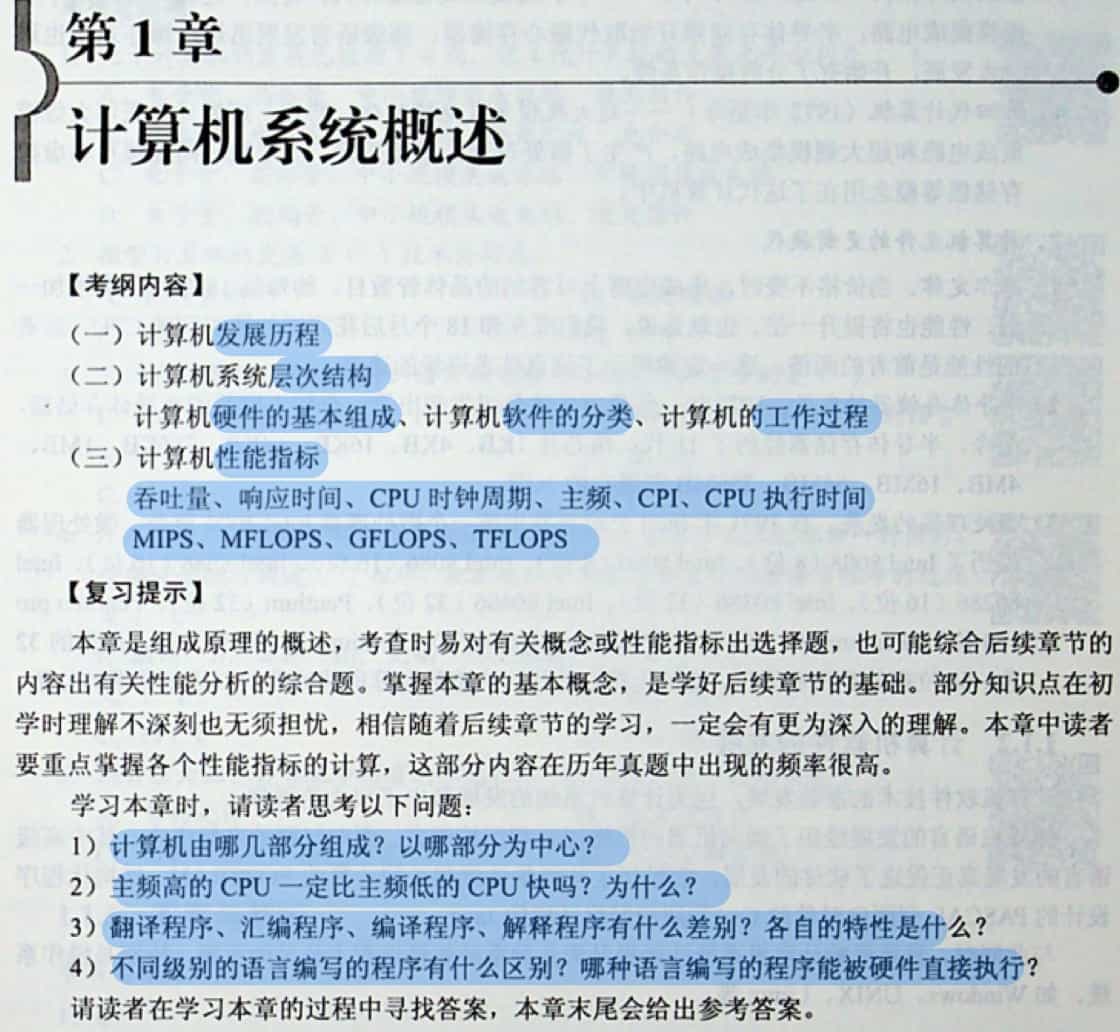 第1章
计算机系统概述
【考纲内容】
（一）计算机发展历程
（二）计算机系统层次结构
计算机硬件的基本组成、计算机软件的分类、计算机的工作过程
（三）计算机性能指标
吞吐量、响应时间、CPU 时钟周期、主频、CPI、CPU 执行时间
MIPS、MFLOPS、GFLOPS、TFLOPS
【复习提示】
本章是组成原理的概述，考查时易对有关概念或性能指标出选择题，也可能综合后续章节的
内容出有关性能分析的综合题。掌握本章的基本概念，是学好后续章节的基础。部分知识点在初
学时理解不深刻也无须担忧，相信随着后续章节的学习，一定会有更为深入的理解。本章中读者
要重点掌握各个性能指标的计算，这部分内容在历年真题中出现的频率很高。
学习本章时，请读者思考以下问题：
1）计算机由哪几部分组成？以哪部分为中心？
2）主频高的 CPU 一定比主频低的 CPU 快吗？为什么？
3）翻译程序、汇编程序、编译程序、解释程序有什么差别？各自的特性是什么？
4）不同级别的语言编写的程序有什么区别？哪种语言编写的程序能被硬件直接执行？
请读者在学习本章的过程中寻找答案，本章末尾会给出参考答案。